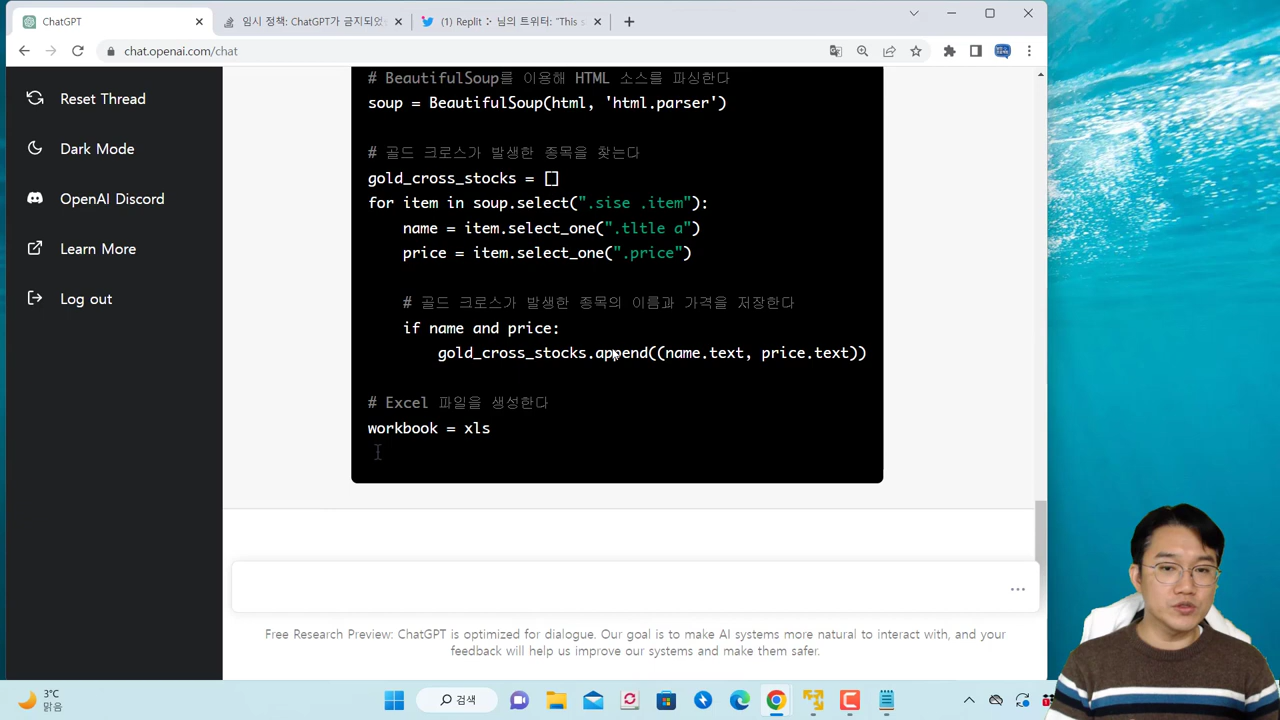 ChatGPT
임시 정책: ChatGPT가 금지되었
(1) Replit ⠕ 님의 트위터: "This s
chat.openai.com/chat
Reset Thread
Dark Mode
OpenAI Discord
Learn More
Log out
# BeautifulSoup를 이용해 HTML 소스를 파싱한다
soup = BeautifulSoup(html, 'html.parser')
# 골드 크로스가 발생한 종목을 찾는다
gold_cross_stocks = []
for item in soup.select(".sise .item"):
name = item.select_one(".tltle a")
price = item.select_one(".price")
# 골드 크로스가 발생한 종목의 이름과 가격을 저장한다
if name and price:
gold_cross_stocks.append((name.text, price.text))
# Excel 파일을 생성한다
workbook = xls
Free Research Preview: ChatGPT is optimized for dialogue. Our goal is to make AI systems more natural to interact with, and your
feedback will help us improve our systems and make them safer.
3°C
맑음
검색